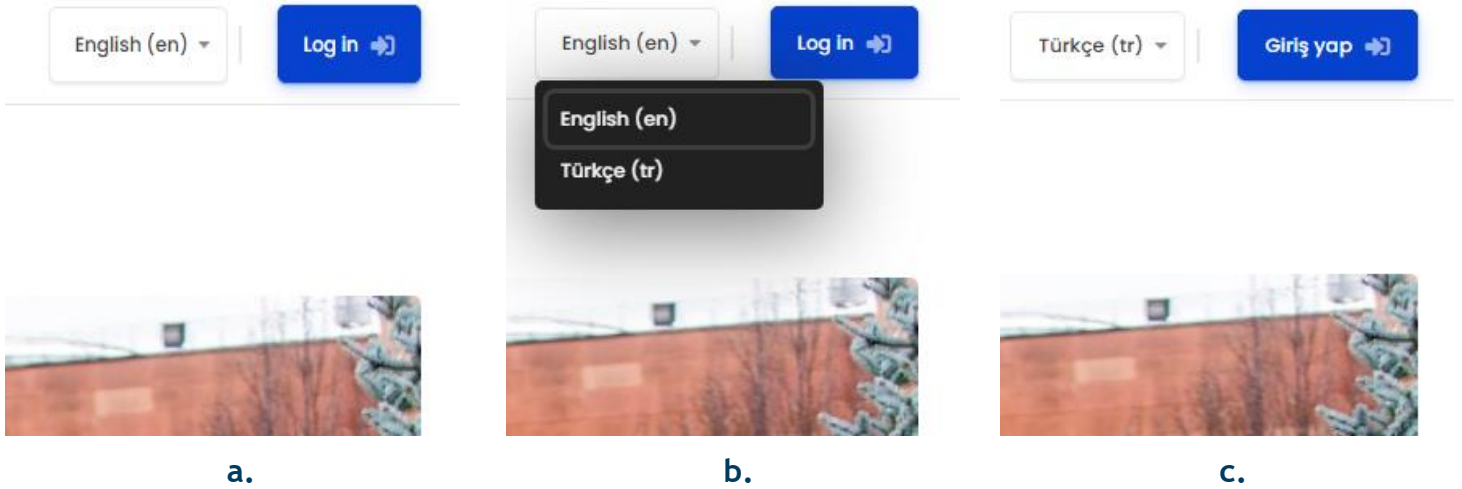 English (en)
Log in
English (en)
Log in
English (en)
Türkçe (tr)
Türkçe (tr)
Giriş yap
a.
b.
c.